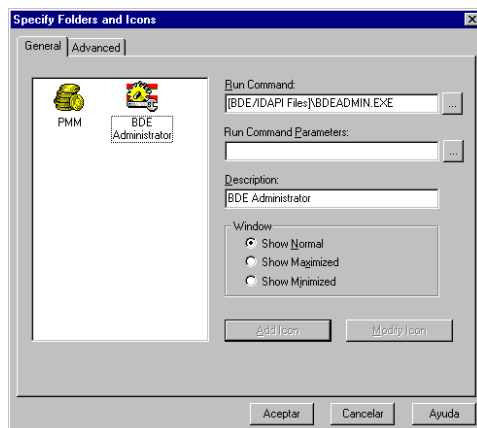 Specify Folders and Icons
General
Advanced
PMM
BDE
Administrator
Run Command:
[BDE/IDAPI Files]\BDEADMIN.EXE
...
Run Command Parameters:
...
Description:
BDE Administrator
Window
Show Normal
Show Maximized
Show Minimized
Add Icon
Modify Icon
Aceptar
Cancelar
Ayuda